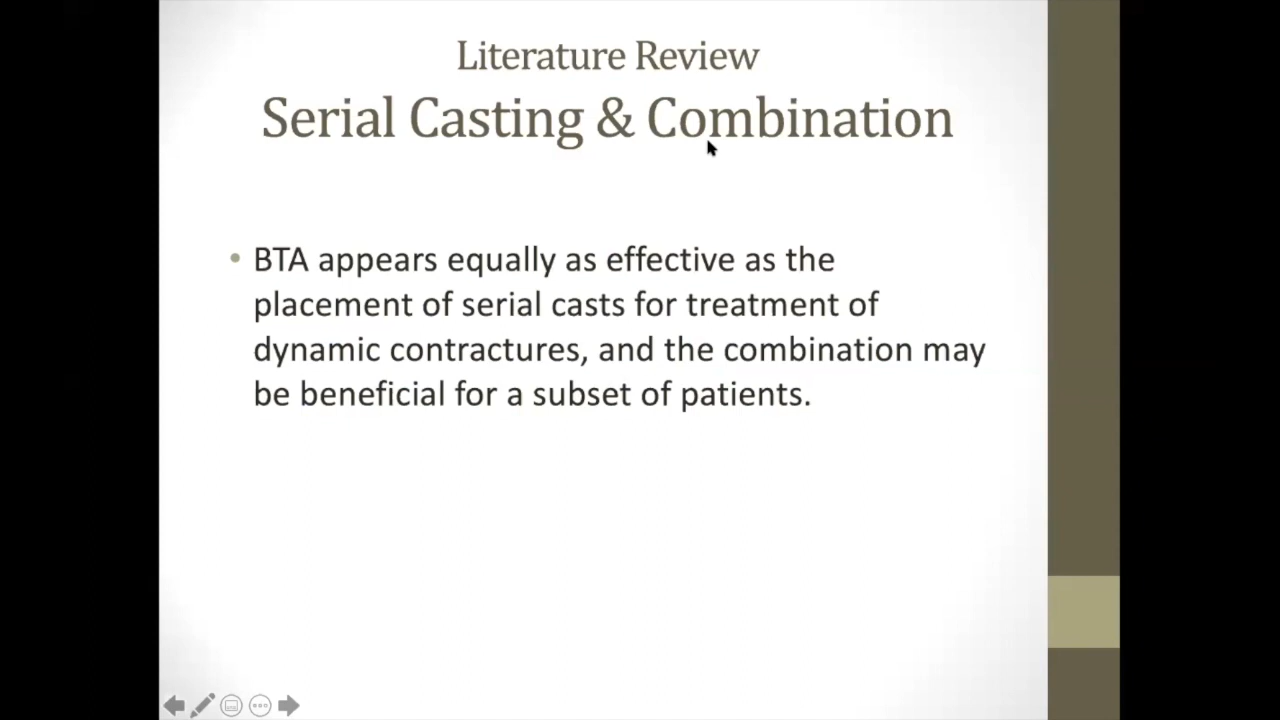 Literature Review
Serial Casting & Combination
• BTA appears equally as effective as the
placement of serial casts for treatment of
dynamic contractures, and the combination may
be beneficial for a subset of patients.